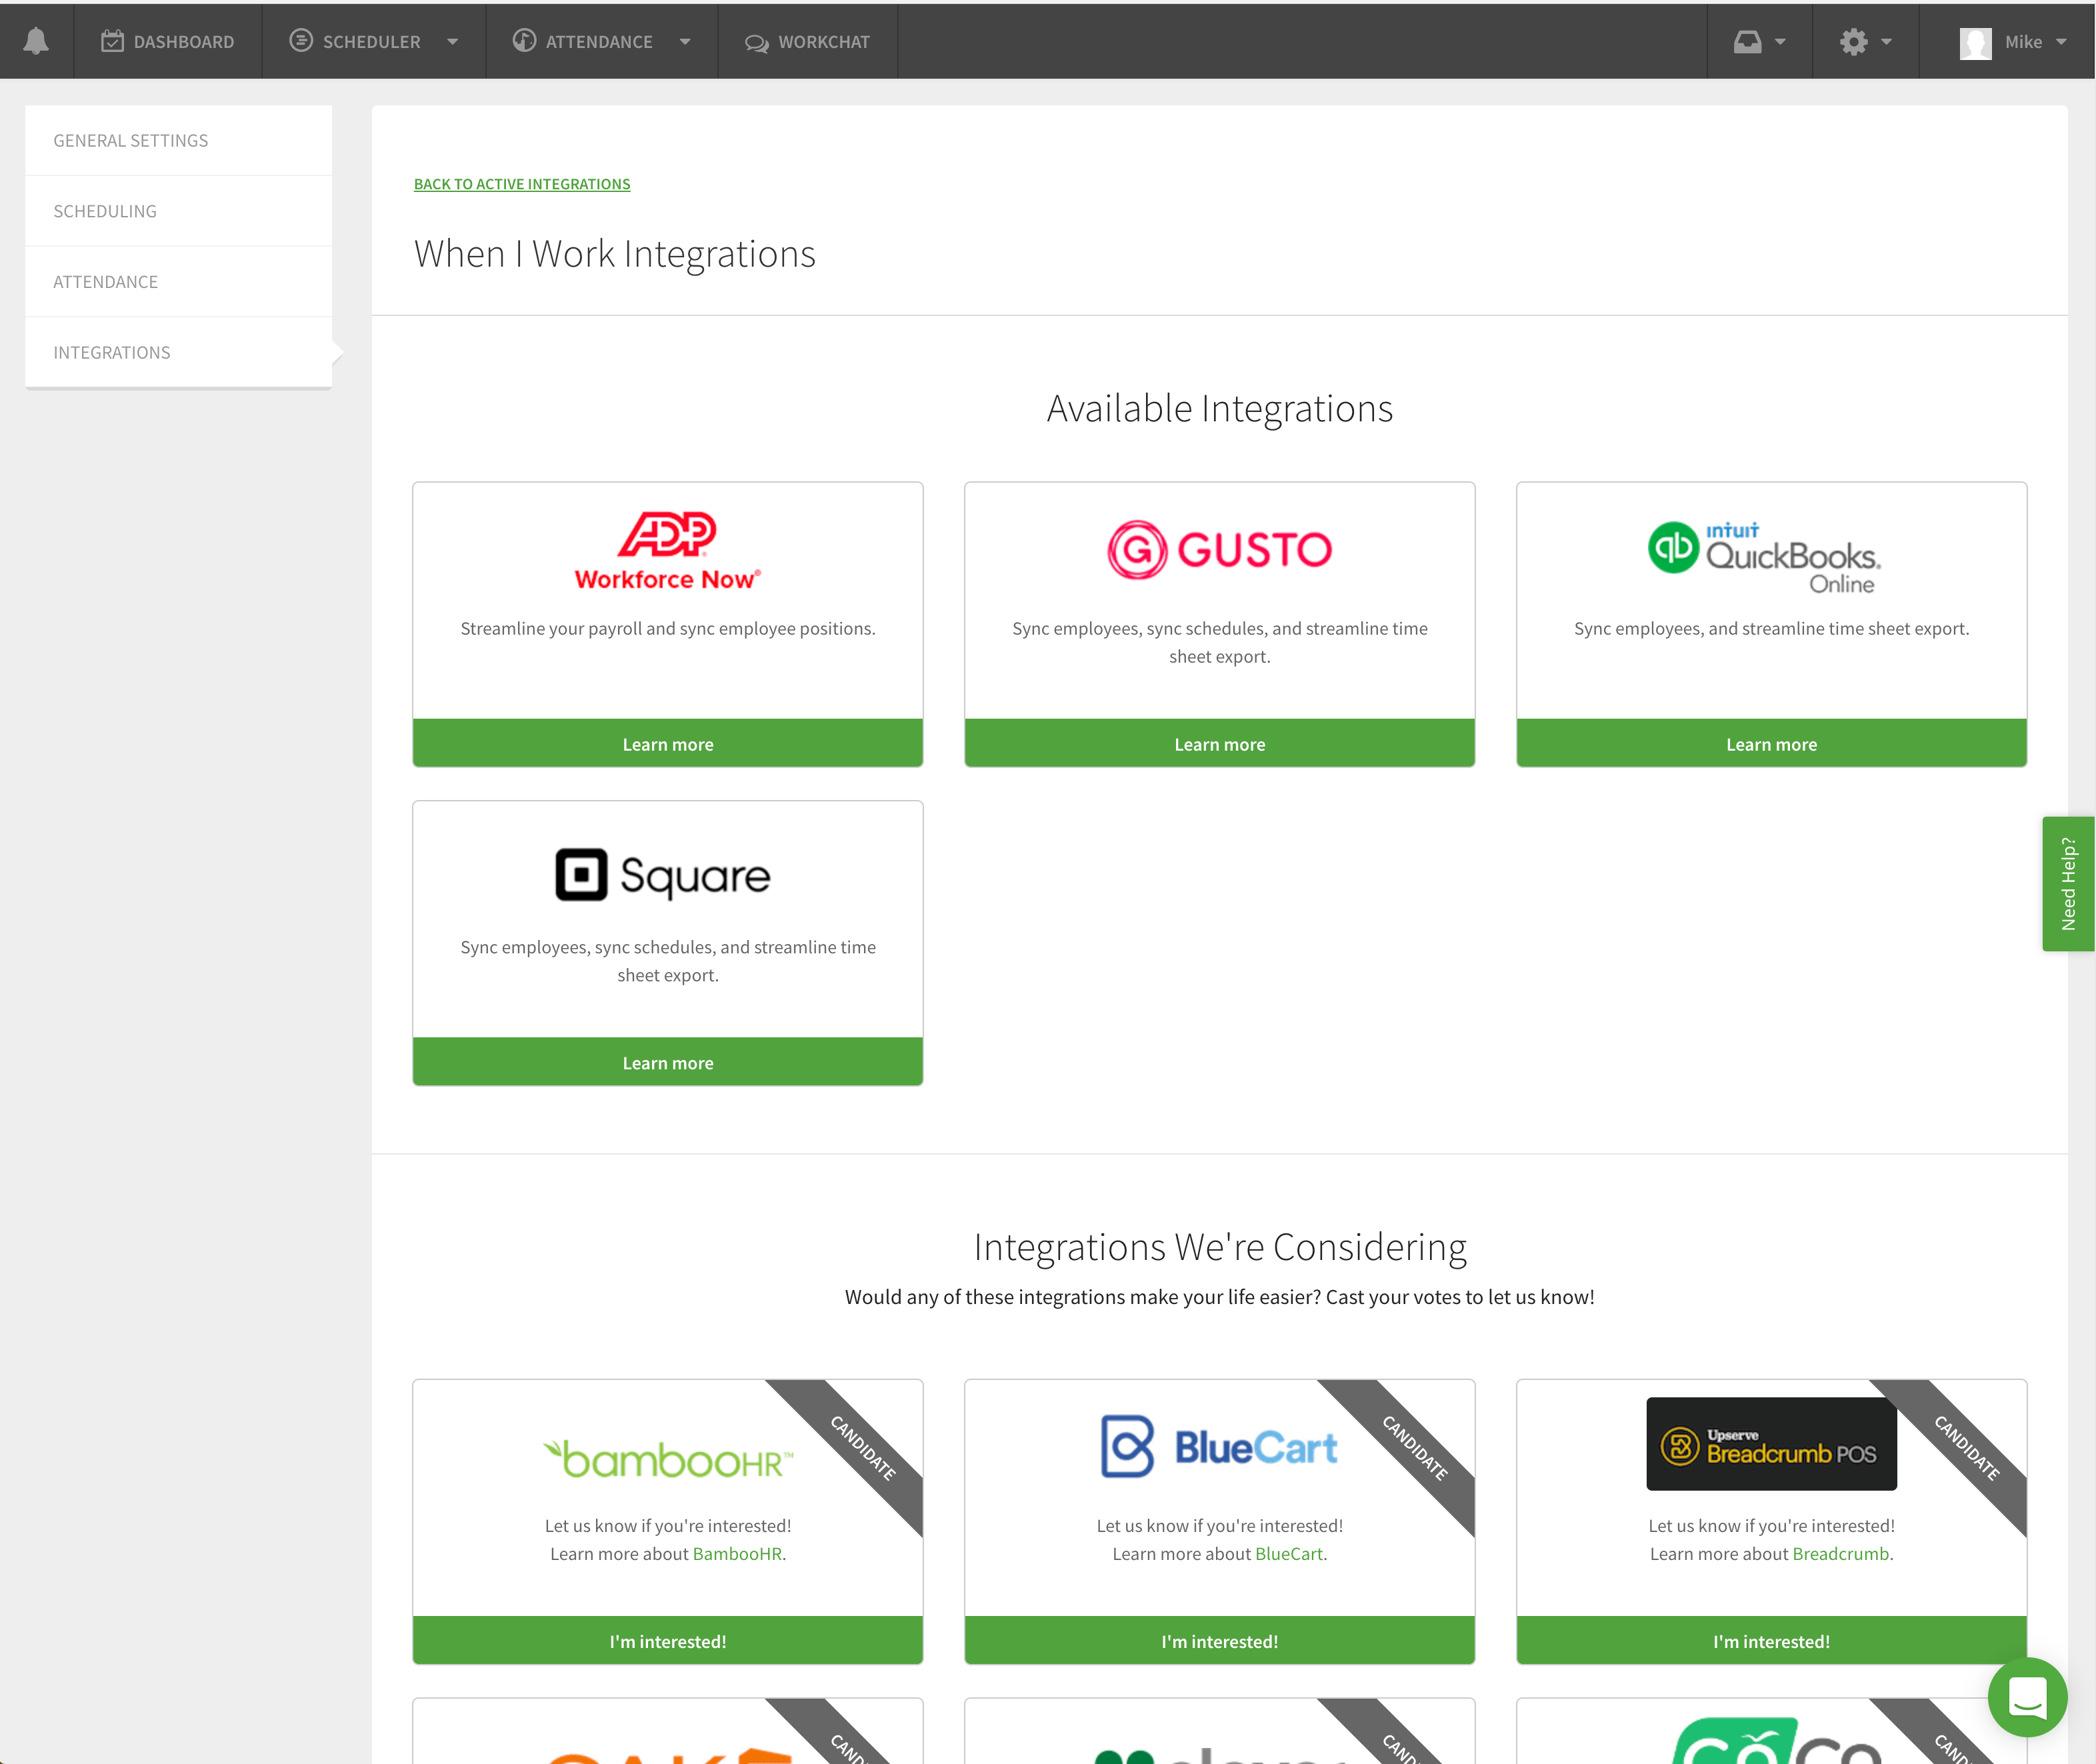 DASHBOARD
SCHEDULER
ATTENDANCE
WORKCHAT
Mike
GENERAL SETTINGS
SCHEDULING
ATTENDANCE
INTEGRATIONS
BACK TO ACTIVE INTEGRATIONS
When I Work Integrations
Available Integrations
ADP
Workforce Now®
Streamline your payroll and sync employee positions.
Learn more
G GUSTO
Sync employees, sync schedules, and streamline time
sheet export.
Learn more
qb intuit
QuickBooks.
Online
Sync employees, and streamline time sheet export.
Learn more
Square
Sync employees, sync schedules, and streamline time
sheet export.
Learn more
Need Help?
Integrations We're Considering
Would any of these integrations make your life easier? Cast your votes to let us know!
CANDIDATE
bambooHR™
Let us know if you're interested!
Learn more about BambooHR.
I'm interested!
CANDIDATE
BlueCart
Let us know if you're interested!
Learn more about BlueCart.
I'm interested!
CANDIDATE
Upserve
Breadcrumb POS
Let us know if you're interested!
Learn more about Breadcrumb.
I'm interested!